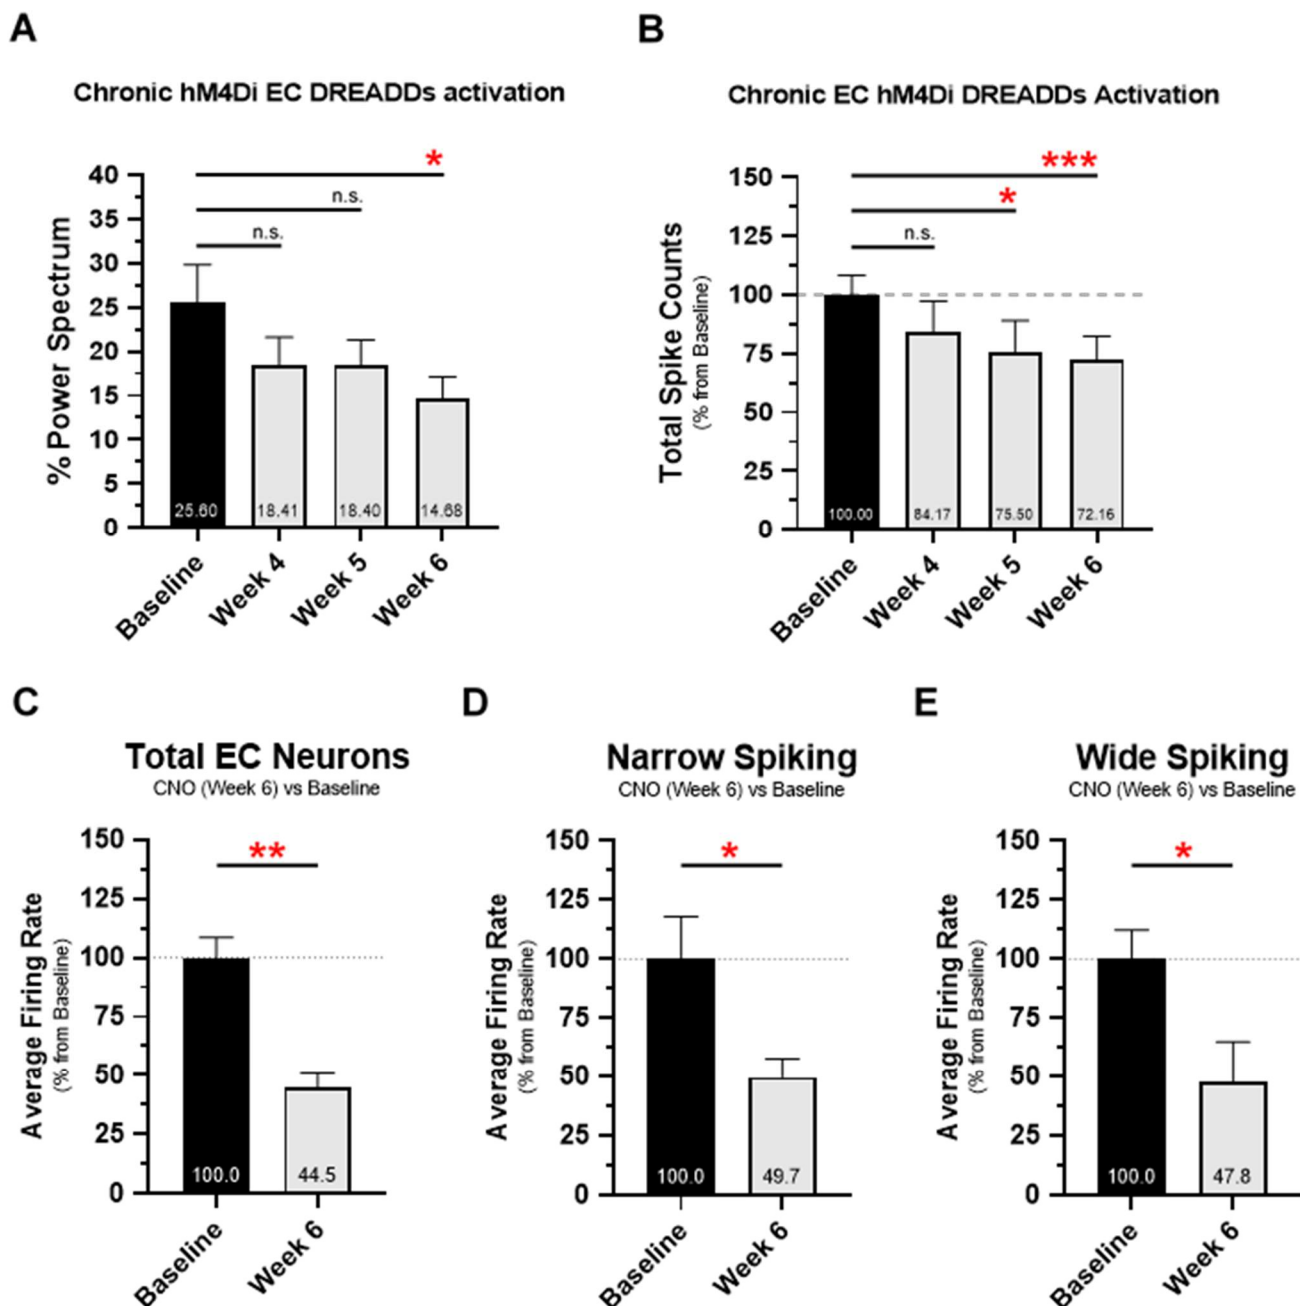 A
Chronic hM4Di EC DREADDs activation
*
n.s.
n.s.
% Power Spectrum
40
35
30
25
20
15
10
5
0
25.60
18.41
18.40
14.68
Baseline
Week 4
Week 5
Week 6
B
Chronic EC hM4Di DREADDs Activation
***
*
n.s.
Total Spike Counts
(% from Baseline)
150
125
100
75
50
25
0
100.00
84.17
75.50
72.16
Baseline
Week 4
Week 5
Week 6
C
Total EC Neurons
CNO (Week 6) vs Baseline
**
Average Firing Rate
(% from Baseline)
150
125
100
75
50
25
0
100.0
44.5
Baseline
Week 6
D
Narrow Spiking
CNO (Week 6) vs Baseline
*
Average Firing Rate
(% from Baseline)
150
125
100
75
50
25
0
100.0
49.7
Baseline
Week 6
E
Wide Spiking
CNO (Week 6) vs Baseline
*
Average Firing Rate
(% from Baseline)
150
125
100
75
50
25
0
100.0
47.8
Baseline
Week 6